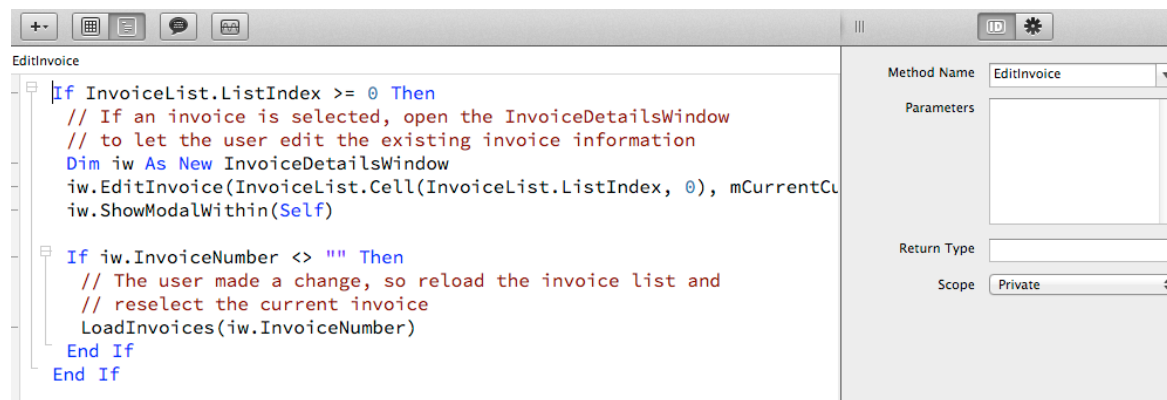 EditInvoice
If InvoiceList.ListIndex >= 0 Then
// If an invoice is selected, open the InvoiceDetailsWindow
// to let the user edit the existing invoice information
Dim iw As New InvoiceDetailsWindow
iw.EditInvoice(InvoiceList.Cell(InvoiceList.ListIndex, 0), mCurrentCu
iw.ShowModalWithin(Self)
If iw.InvoiceNumber <> "" Then
// The user made a change, so reload the invoice list and
// reselect the current invoice
LoadInvoices(iw.InvoiceNumber)
End If
End If
ID
Method Name EditInvoice
Parameters
Return Type
Scope Private